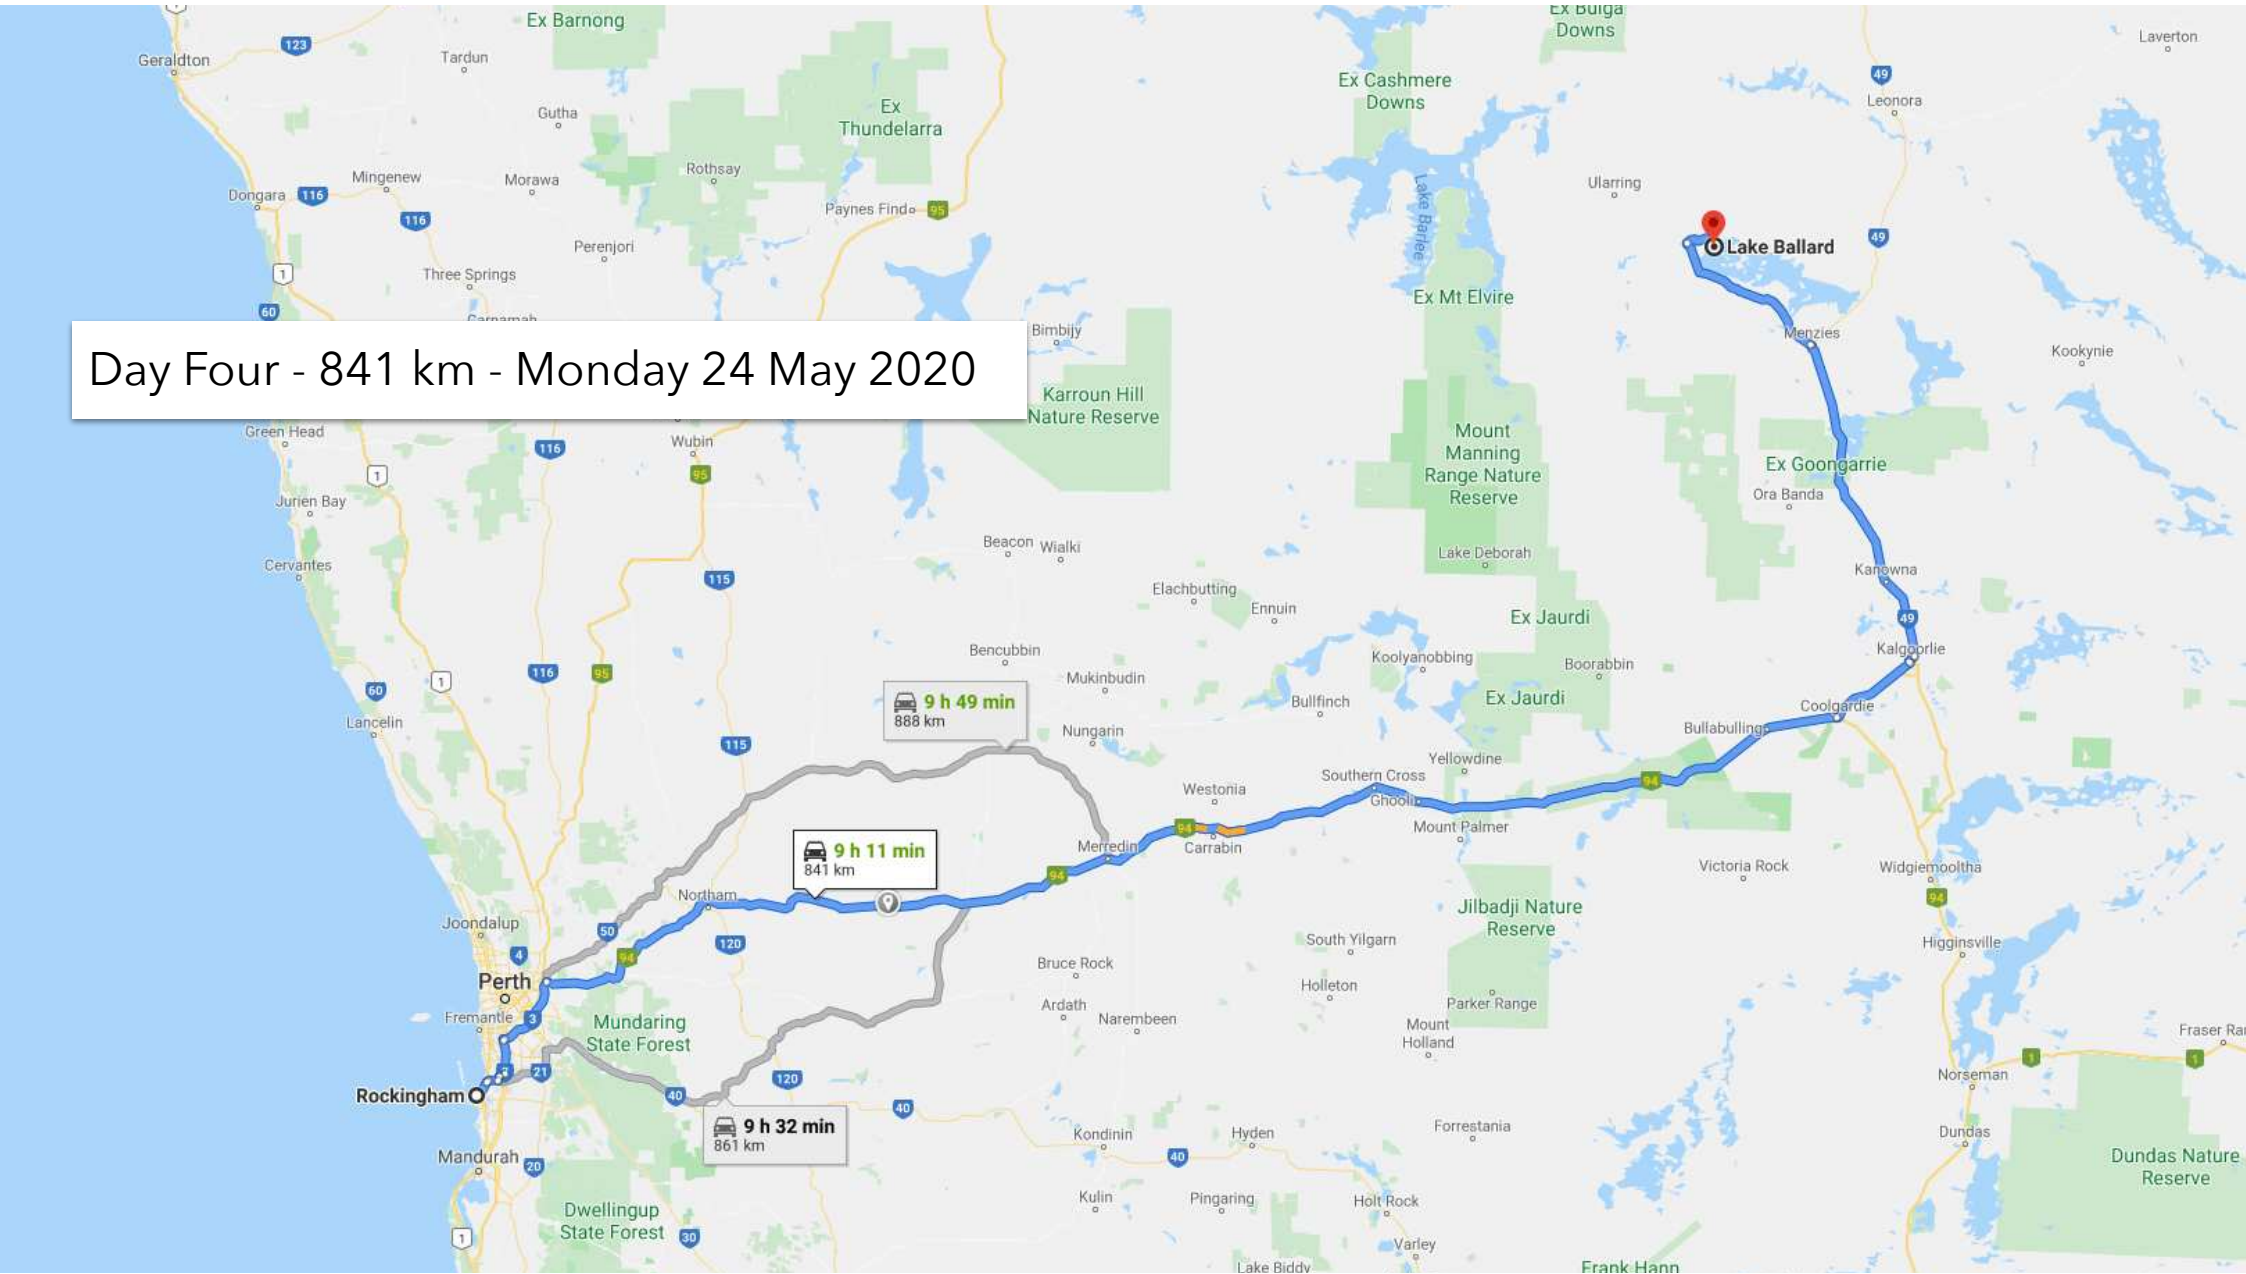 Ex Barnong
Ex Bulga
Downs
Laverton
123
Geraldton
Tardun
Ex Cashmere
Downs
49
Leonora
Gutha
Ex
Thundelarra
Rothsay
Mingenew
Morawa
Ularring
Dongara
116
Lake Barlee
116
Paynes Find
95
Perenjori
Lake Ballard
49
Three Springs
1
Ex Mt Elvire
60
Carnamah
Bimbijy
Menzies
Kookynie
Day Four - 841 km - Monday 24 May 2020
Karroun Hill
Nature Reserve
Green Head
116
Wubin
Mount
Manning
Range Nature
Reserve
1
95
Ex Goongarrie
Jurien Bay
Ora Banda
Beacon
Wialki
Lake Deborah
Cervantes
115
Kanowna
Elachbutting
Ennuin
Ex Jaurdi
49
Bencubbin
Koolyanobbing
Boorabbin
Kalgoorlie
116
95
1
60
Mukinbudin
9 h 49 min
888 km
Bullfinch
Ex Jaurdi
Coolgardie
Lancelin
Nungarin
Bullabulling
115
Yellowdine
Southern Cross
94
Westonia
Ghooli
94
Mount Palmer
Merredin
Carrabin
9 h 11 min
841 km
94
Victoria Rock
Widgiemooltha
Northam
94
Joondalup
50
Jilbadji Nature
Reserve
4
94
120
South Yilgarn
Higginsville
Perth
Bruce Rock
Holleton
Ardath
Parker Range
Fremantle
3
Mundaring
State Forest
Narembeen
Mount
Holland
Fraser Ra
1
1
21
120
Norseman
Rockingham
40
40
9 h 32 min
861 km
Kondinin
Hyden
Forrestania
Dundas
Mandurah
20
40
Dundas Nature
Reserve
Kulin
Pingaring
Holt Rock
Dwellingup
State Forest
30
1
Varley
Lake Biddy
Frank Hann